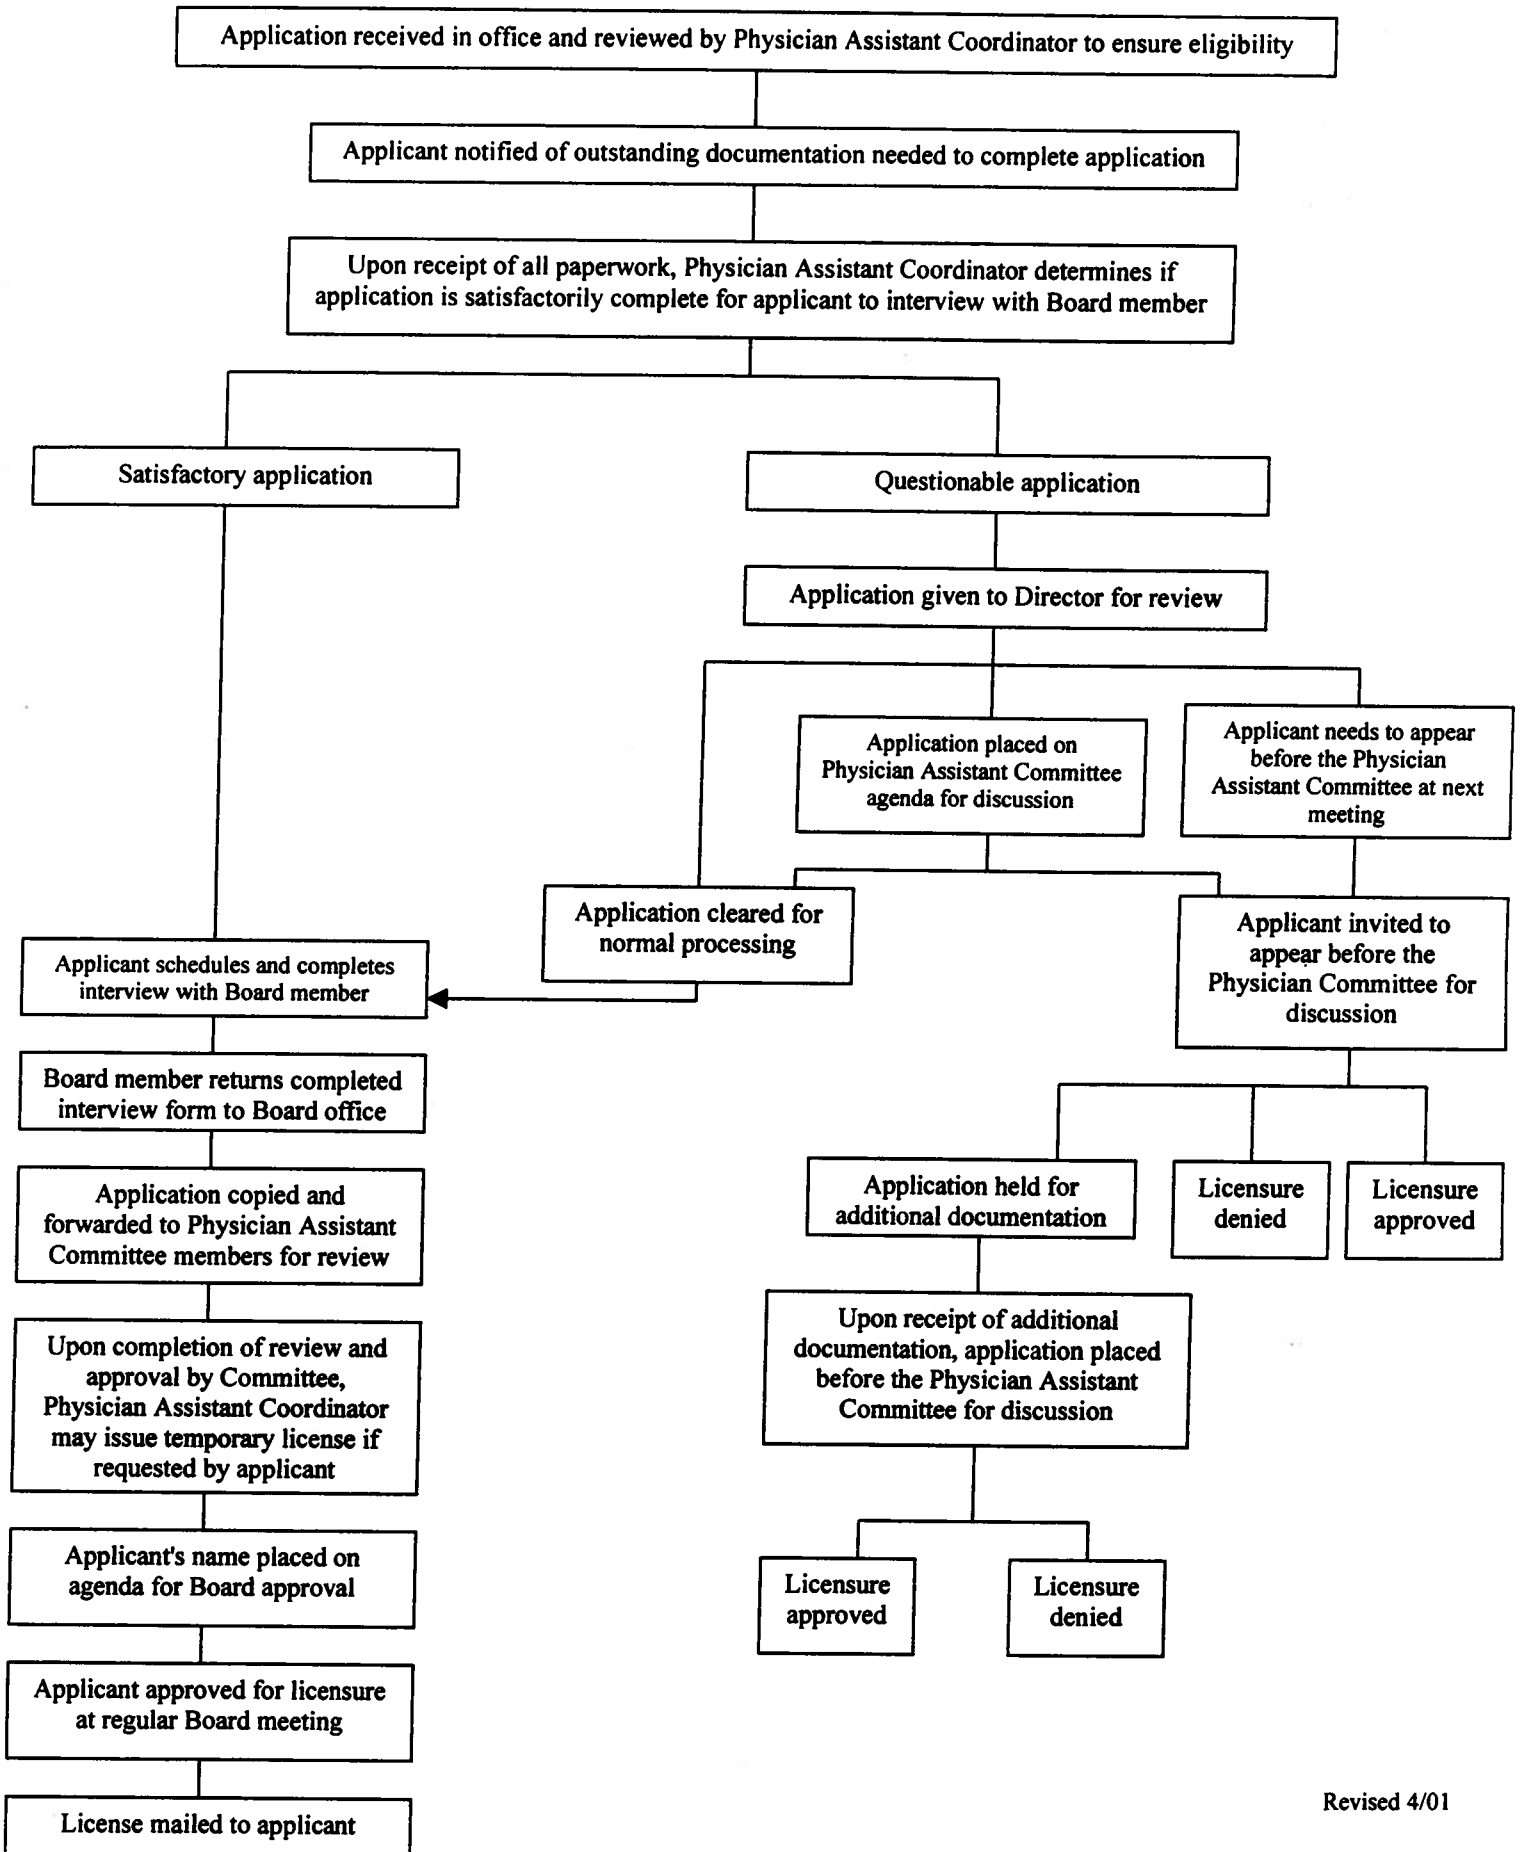 Application received in office and reviewed by Physician Assistant Coordinator to ensure eligibility
Applicant notified of outstanding documentation needed to complete application
Upon receipt of all paperwork, Physician Assistant Coordinator determines if
application is satisfactorily complete for applicant to interview with Board member
Satisfactory application
Questionable application
Application given to Director for review
Application placed on
Physician Assistant Committee
agenda for discussion
Applicant needs to appear
before the Physician
Assistant Committee at next
meeting
Application cleared for
normal processing
Applicant invited to
appear before the
Physician Committee for
discussion
Applicant schedules and completes
interview with Board member
Board member returns completed
interview form to Board office
Application copied and
forwarded to Physician Assistant
Committee members for review
Upon completion of review and
approval by Committee,
Physician Assistant Coordinator
may issue temporary license if
requested by applicant
Applicant's name placed on
agenda for Board approval
Applicant approved for licensure
at regular Board meeting
License mailed to applicant
Application held for
additional documentation
Licensure
denied
Licensure
approved
Upon receipt of additional
documentation, application placed
before the Physician Assistant
Committee for discussion
Licensure
approved
Licensure
denied
Revised 4/01